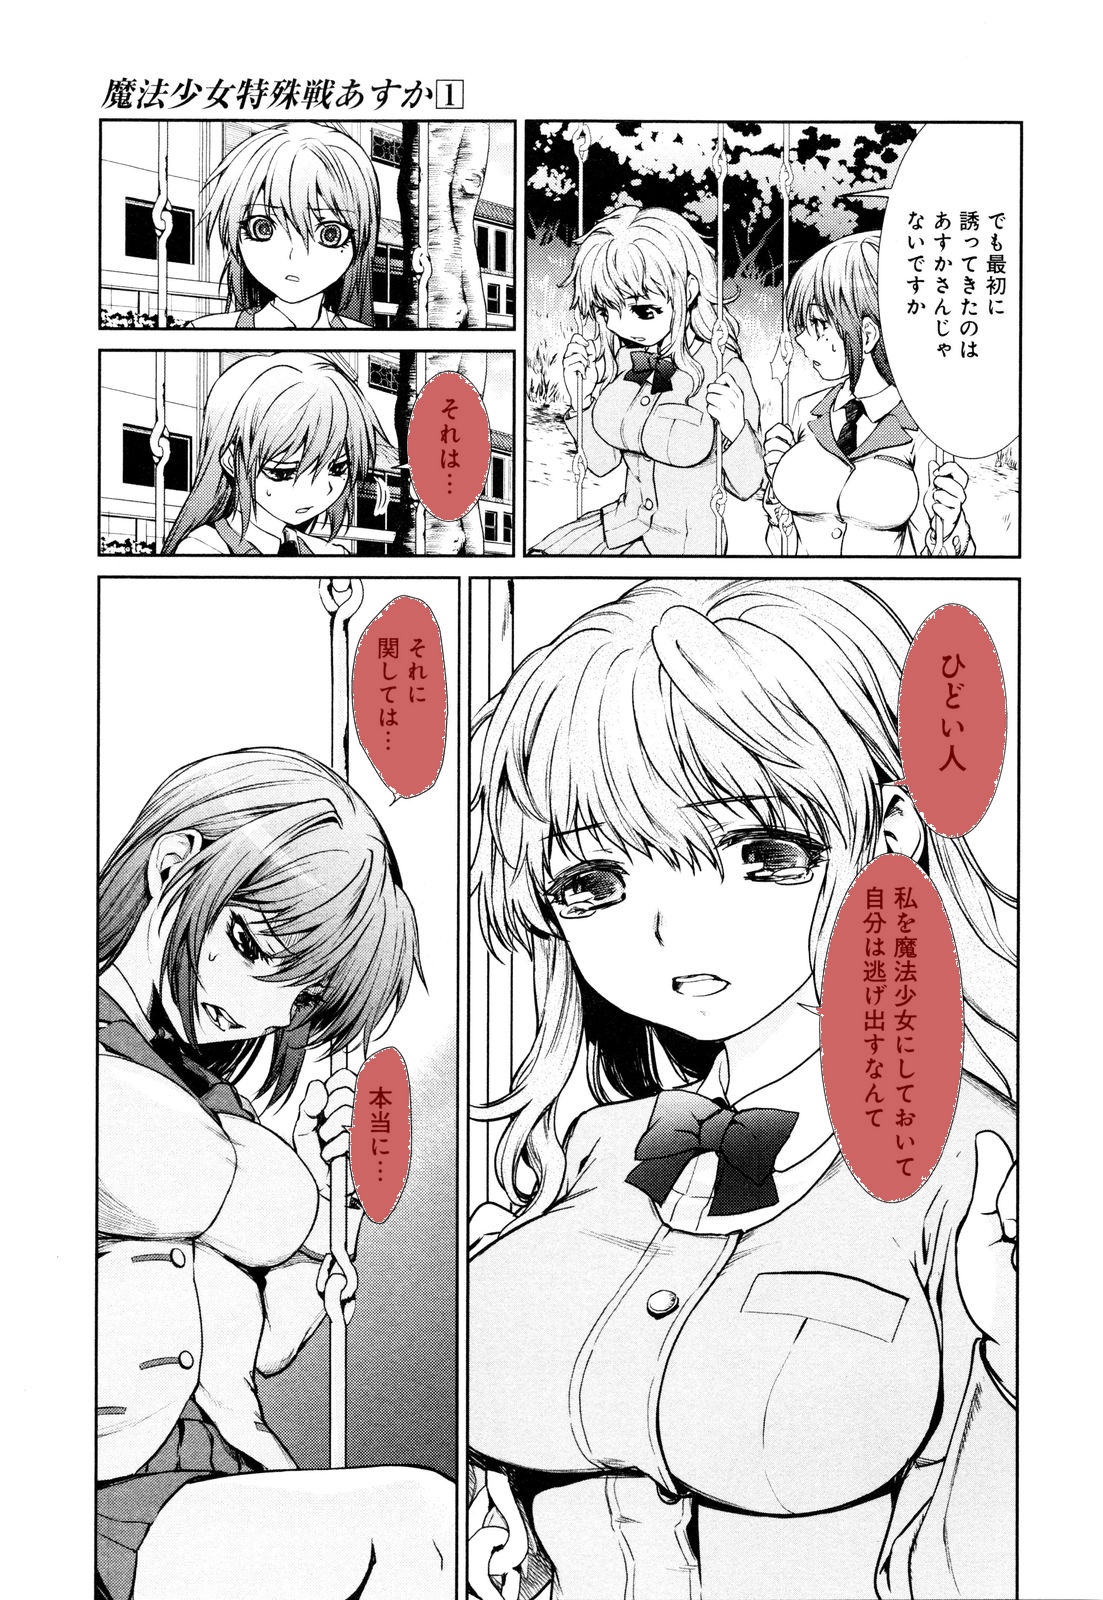 魔法少女特殊戦あすか1
でも最初に
誘ってきたのは
あすかさんじゃ
ないですか
それは…
ひどい人
私を魔法少女にしておいて
自分は逃げ出すなんて
それに
関しては…
本当に…